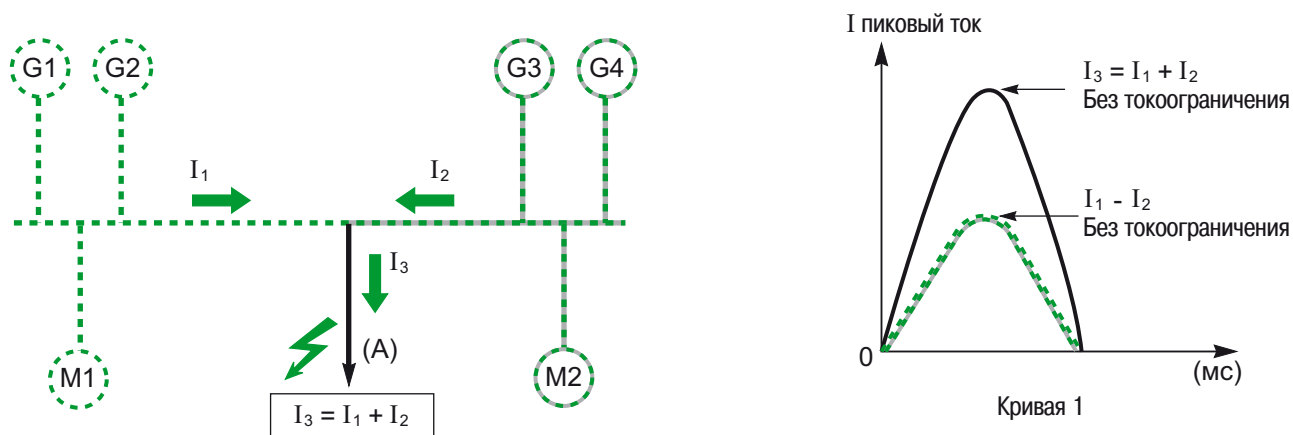 G1
G2
G3
G4
I₁
I₂
I₃
(A)
M1
M2
I₃ = I₁ + I₂
I пиковый ток
I₃ = I₁ + I₂
Без токоограничения
I₁ - I₂
Без токоограничения
0
(мс)
Кривая 1